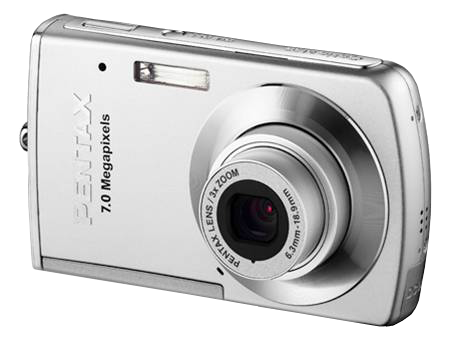 PENTAX
7.0 Megapixels
PENTAX LENS / 3x ZOOM
6.3mm-18.9mm